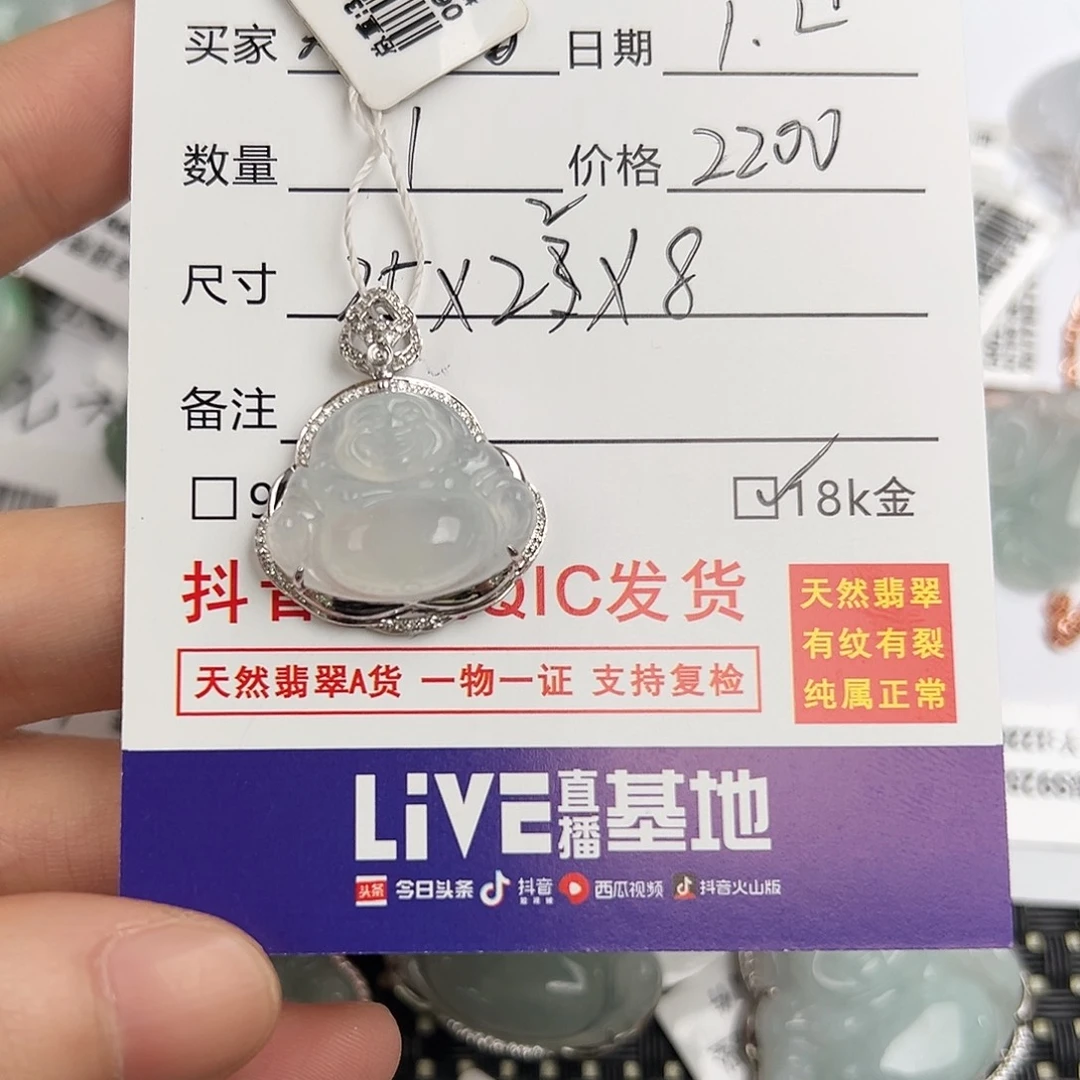 买家 日期
数量 1 价格 2200
尺寸 X22X8
备注
18k金
抖音 QIC发货
天然翡翠
有纹有裂
纯属正常
天然翡翠A货 一物一证 支持复检
LiVE直播基地
头条 今日头条 抖音 西瓜视频 抖音火山版